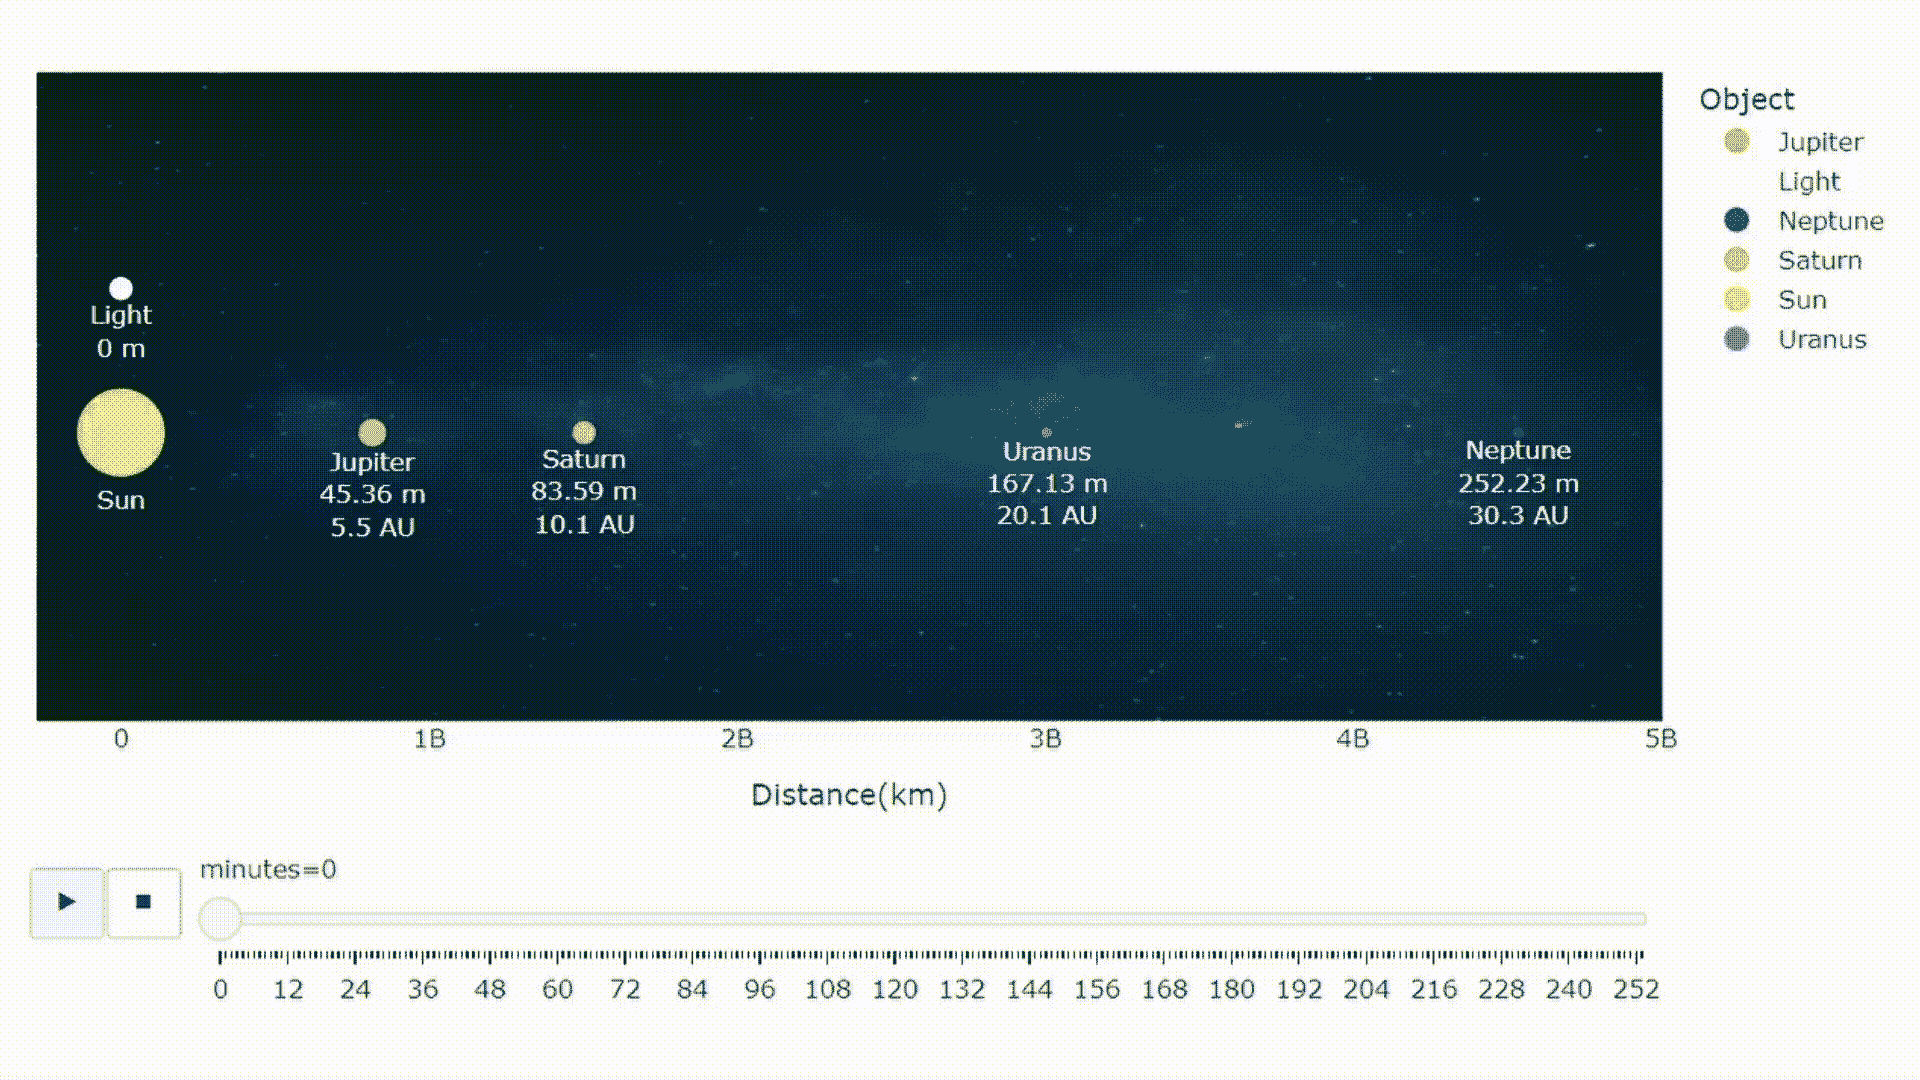 Object
Jupiter
Light
Neptune
Saturn
Sun
Uranus
Light
0 m
Sun
Jupiter
45.36 m
5.5 AU
Saturn
83.59 m
10.1 AU
Uranus
167.13 m
20.1 AU
Neptune
252.23 m
30.3 AU
0 1B 2B 3B 4B 5B
Distance(km)
minutes=0
0 12 24 36 48 60 72 84 96 108 120 132 144 156 168 180 192 204 216 228 240 252